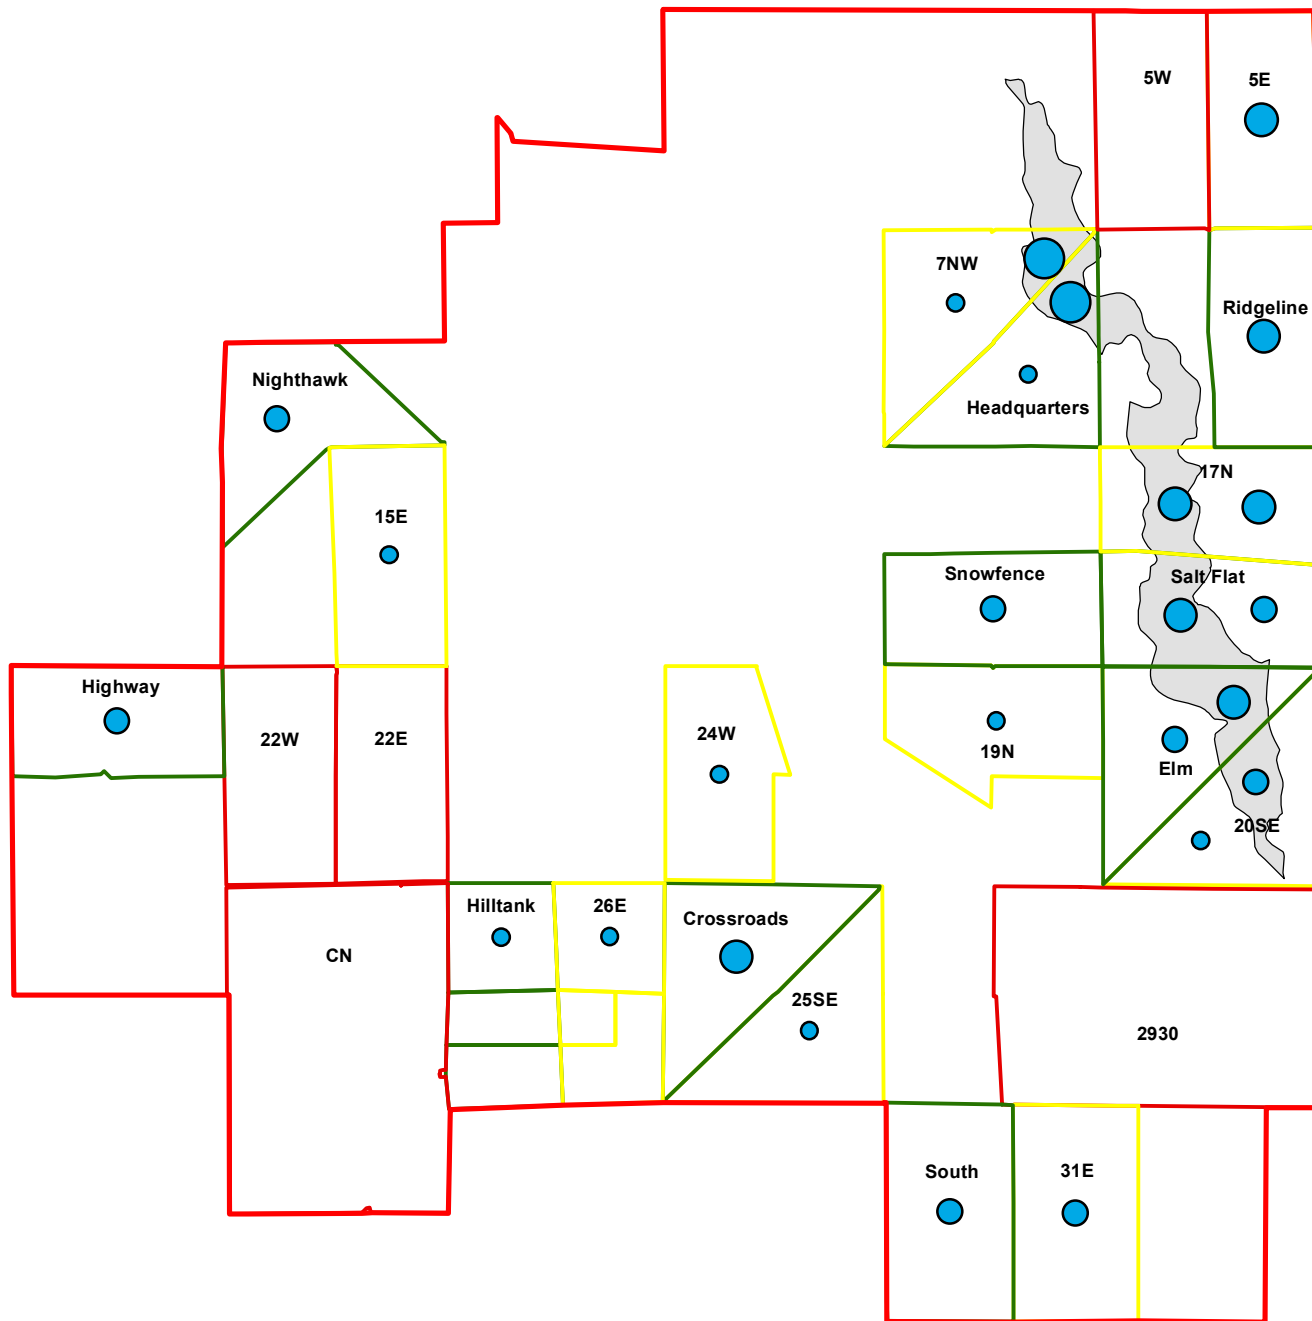 5W
5E
7NW
Ridgeline
Nighthawk
Headquarters
17N
15E
Snowfence
Salt Flat
Highway
22W
22E
24W
19N
Elm
20SE
Hilltank
26E
Crossroads
CN
25SE
2930
South
31E